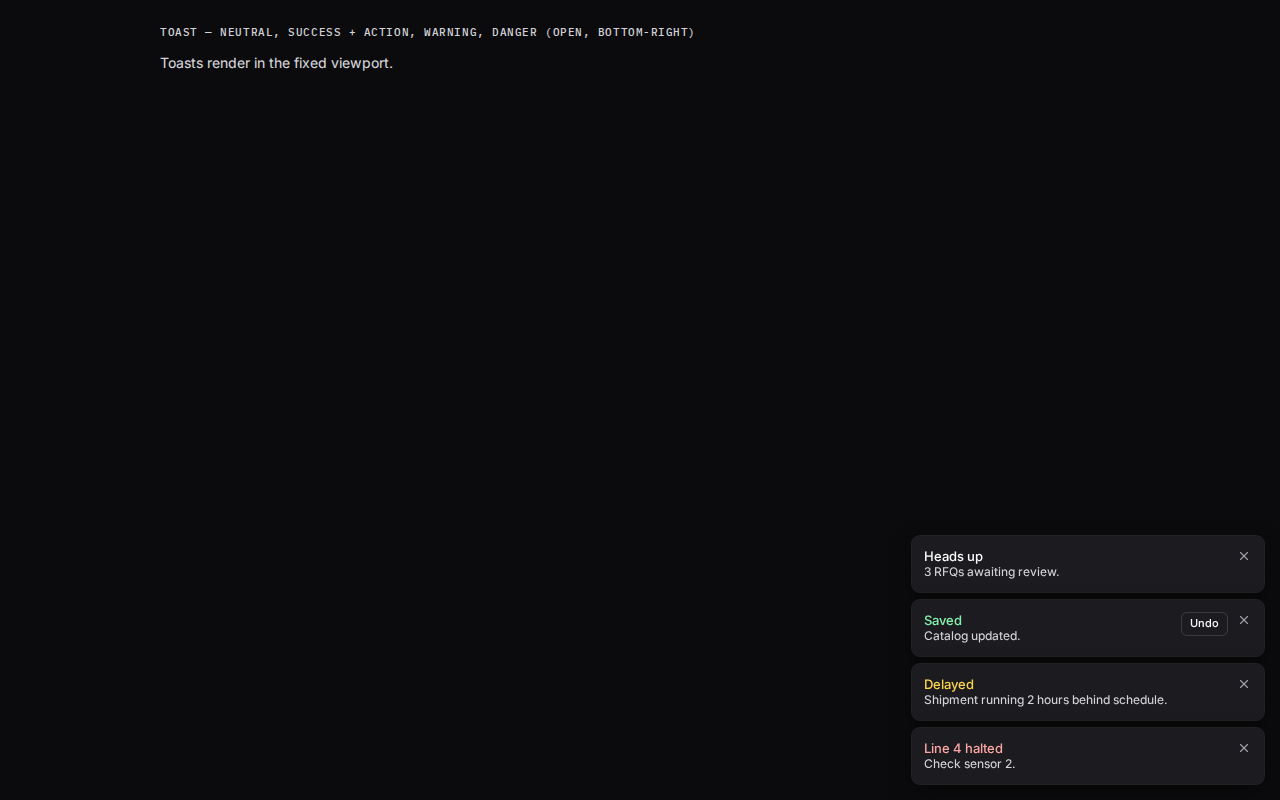 TOAST — NEUTRAL, SUCCESS + ACTION, WARNING, DANGER (OPEN, BOTTOM-RIGHT)
Toasts render in the fixed viewport.
Heads up
3 RFQs awaiting review.
Saved
Catalog updated.
Undo
Delayed
Shipment running 2 hours behind schedule.
Line 4 halted
Check sensor 2.